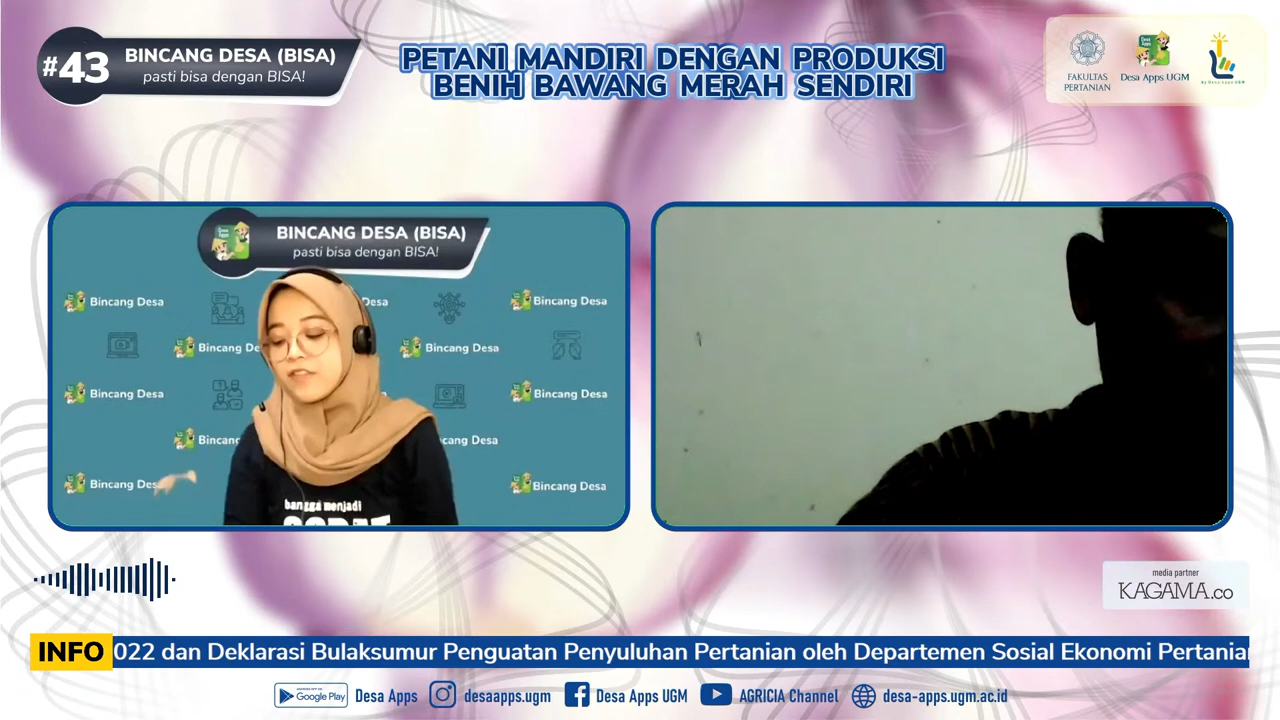 #43
BINCANG DESA (BISA)
pasti bisa dengan BISA!
PETANI MANDIRI DENGAN PRODUKSI
BENIH BAWANG MERAH SENDIRI
FAKULTAS
PERTANIAN
Desa Apps UGM
BINCANG DESA (BISA)
pasti bisa dengan BISA!
Bincang Desa
Desa
Bincang Desa
Bincang De
Bincang Desa
Bincang Desa
Bincang Desa
Bincang
cang Desa
Bincang Des
Bincang Desa
bangga menjadi
media partner
KAGAMA.co
INFO
022 dan Deklarasi Bulaksumur Penguatan Penyuluhan Pertanian oleh Departemen Sosial Ekonomi Pertanian
Google Play
Desa Apps
desaapps.ugm
Desa Apps UGM
AGRICIA Channel
desa-apps.ugm.ac.id